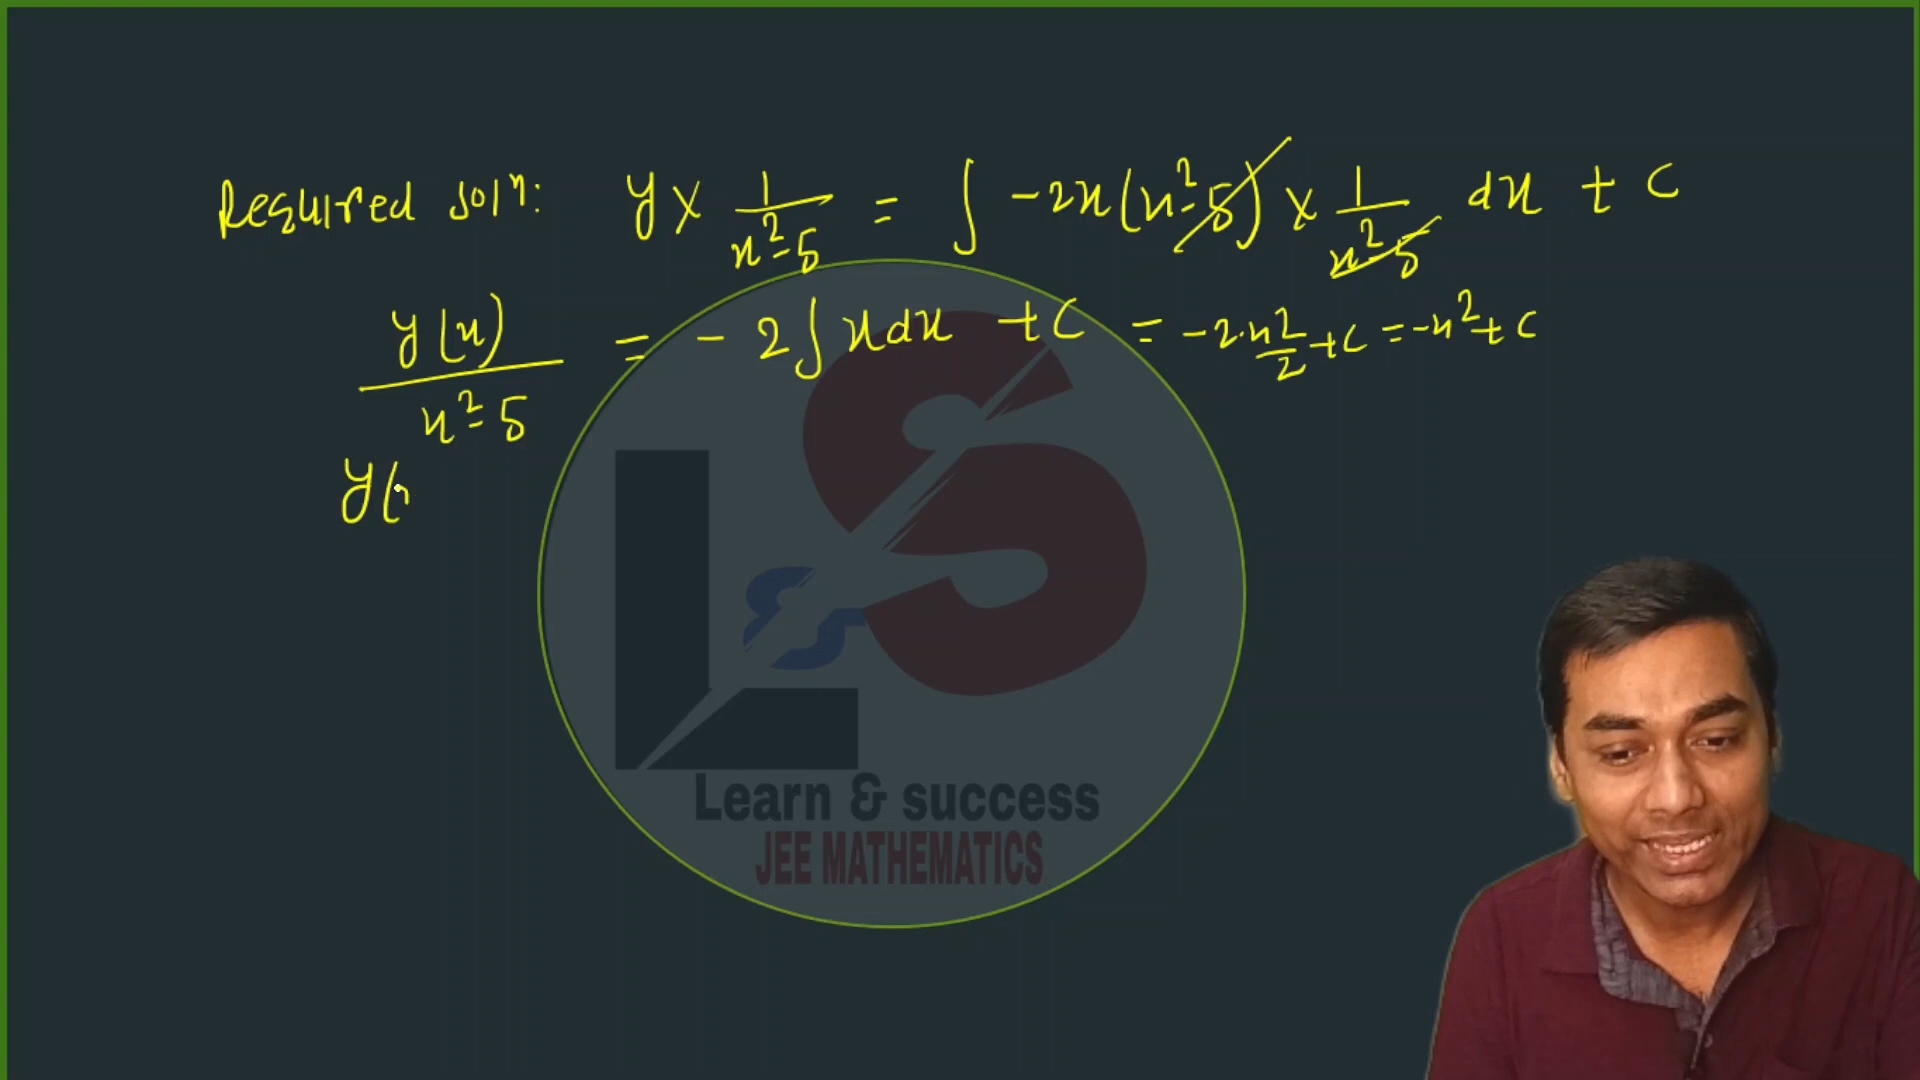 Required solⁿ: y × 1/(x²-5) = ∫ -2x(x²-5) × 1/(x²-5) dx + C
y(x)/(x²-5) = -2∫xdx + C = -2·x²/2 + C = -x² + C
y(
L&S
Learn & success
JEE MATHEMATICS